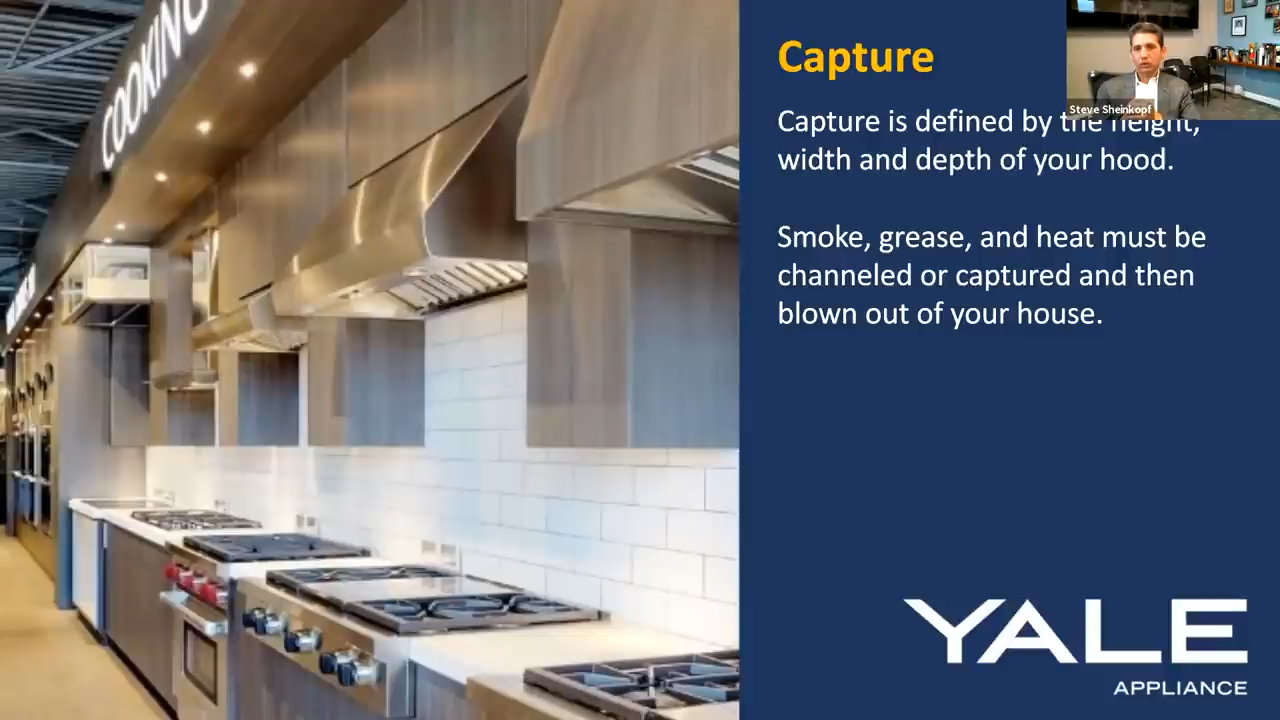 COOKING
Capture
Steve Sheinkopf
Capture is defined by the height,
width and depth of your hood.
Smoke, grease, and heat must be
channeled or captured and then
blown out of your house.
YALE
APPLIANCE